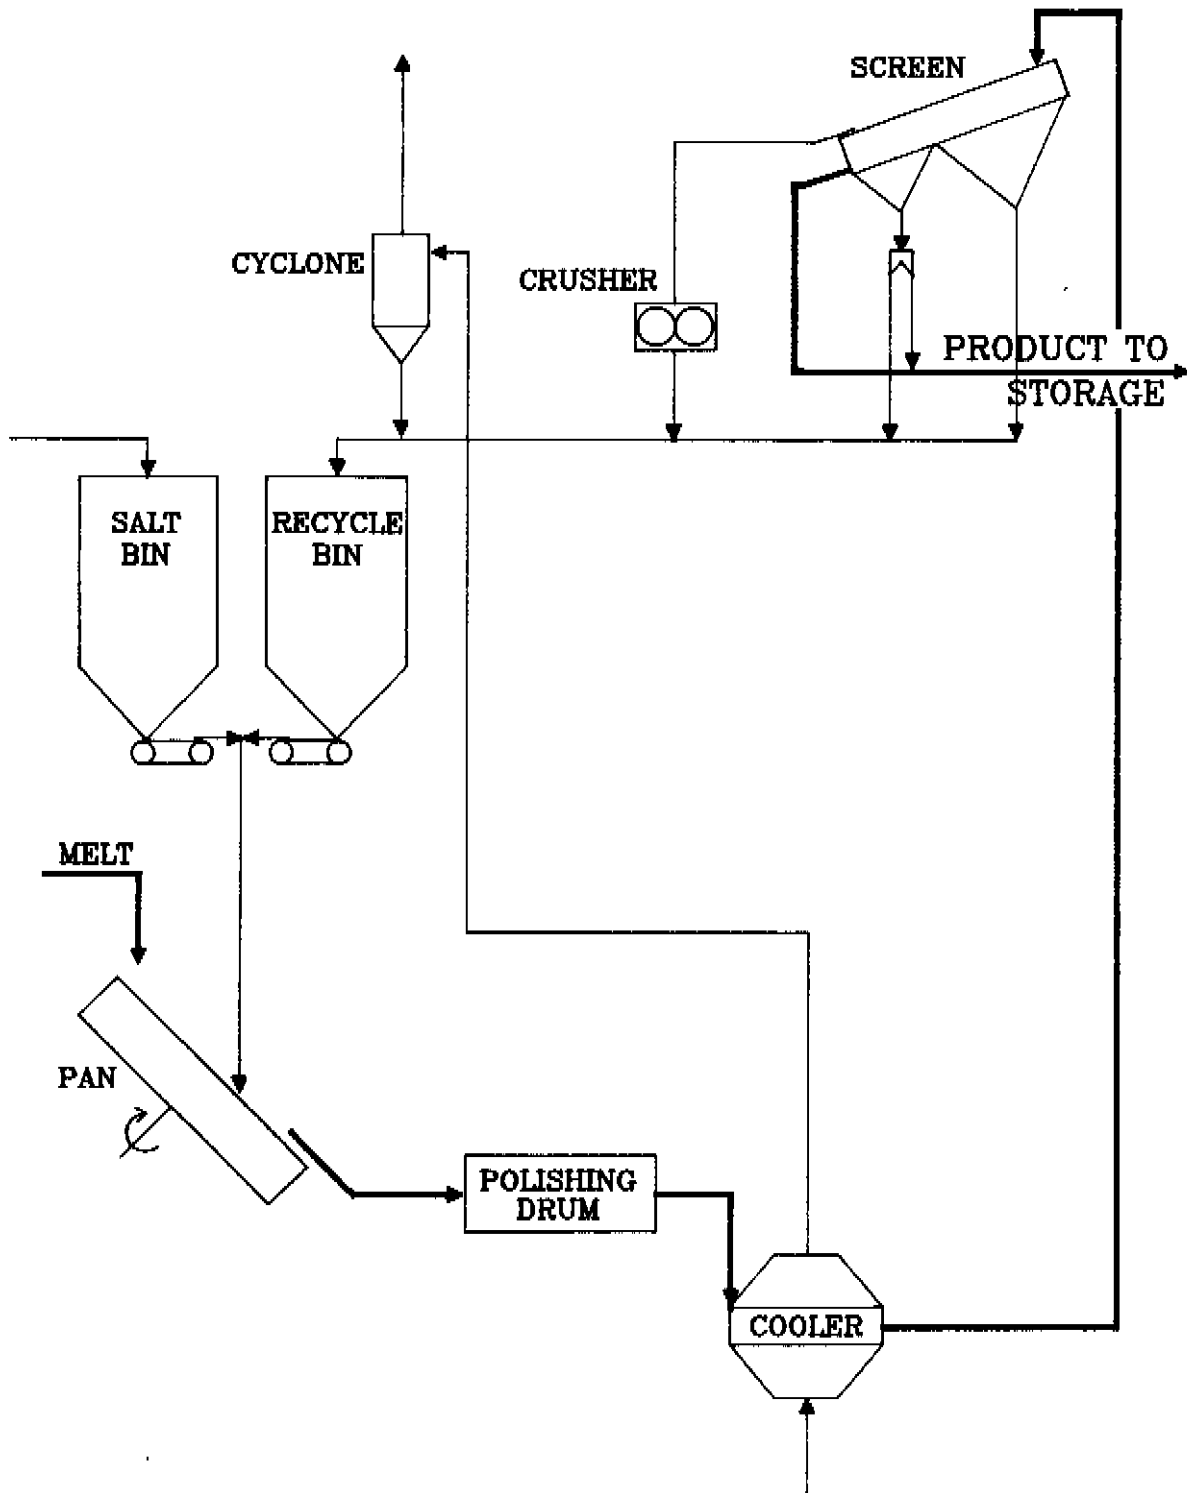 SCREEN
CYCLONE
CRUSHER
PRODUCT TO
STORAGE
SALT
BIN
RECYCLE
BIN
MELT
PAN
POLISHING
DRUM
COOLER